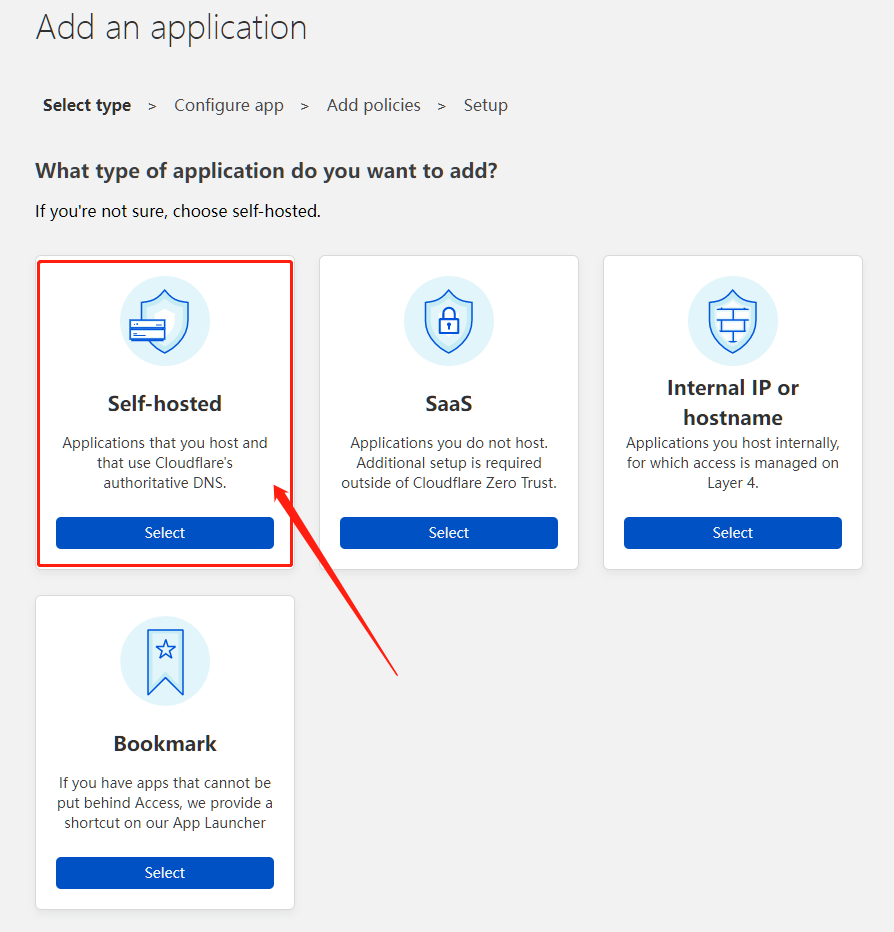 Add an application
Select type > Configure app > Add policies > Setup
What type of application do you want to add?
If you're not sure, choose self-hosted.
Self-hosted
Applications that you host and
that use Cloudflare's
authoritative DNS.
Select
SaaS
Applications you do not host.
Additional setup is required
outside of Cloudflare Zero Trust.
Select
Internal IP or
hostname
Applications you host internally,
for which access is managed on
Layer 4.
Select
Bookmark
If you have apps that cannot be
put behind Access, we provide a
shortcut on our App Launcher
Select